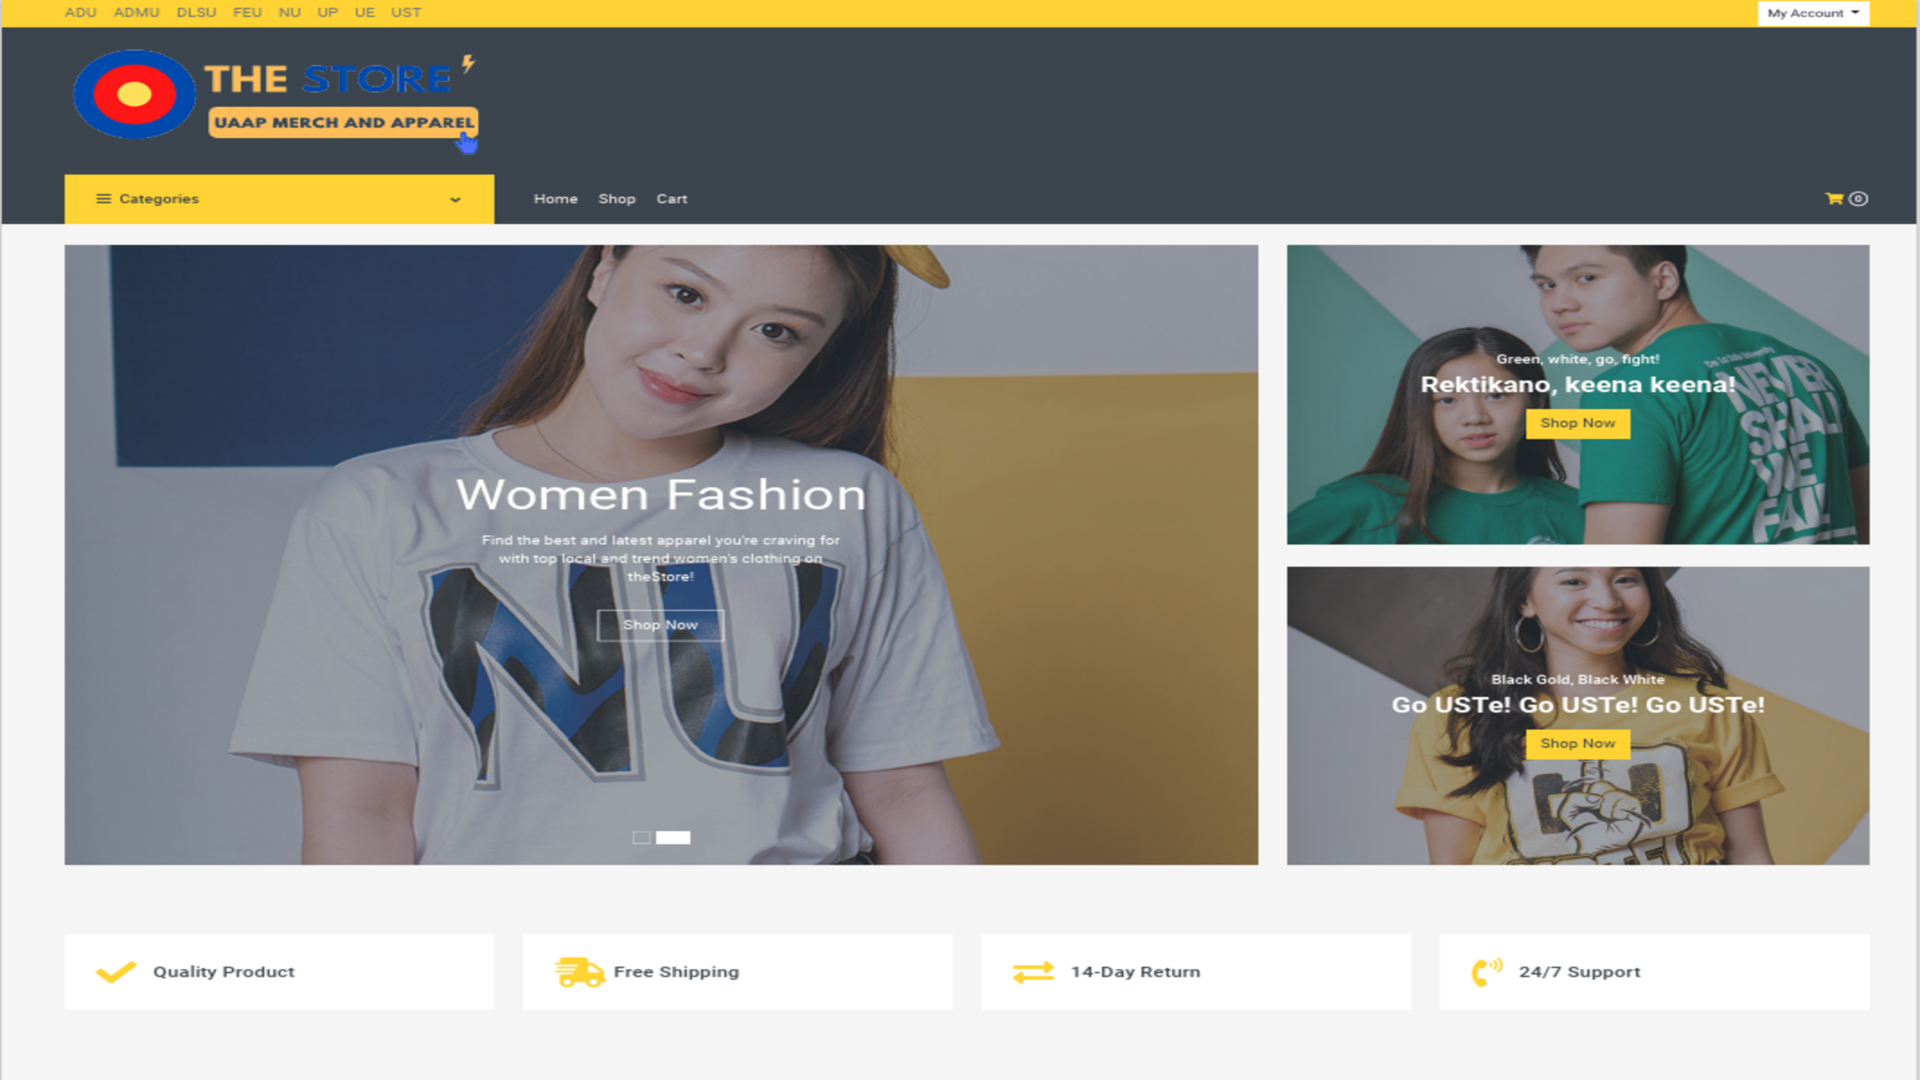 ADU ADMU DLSU FEU NU UP UE UST
My Account
THE STORE
UAAP MERCH AND APPAREL
Categories
Home Shop Cart
0
Women Fashion
Find the best and latest apparel you're craving for
with top local and trend women's clothing on
theStore!
Shop Now
NU
Green, white, go, fight!
Rektikano, keena keena!
Shop Now
NEVER
SHALL
WE
FAIL
Black Gold, Black White
Go USTe! Go USTe! Go USTe!
Shop Now
Quality Product
Free Shipping
14-Day Return
24/7 Support